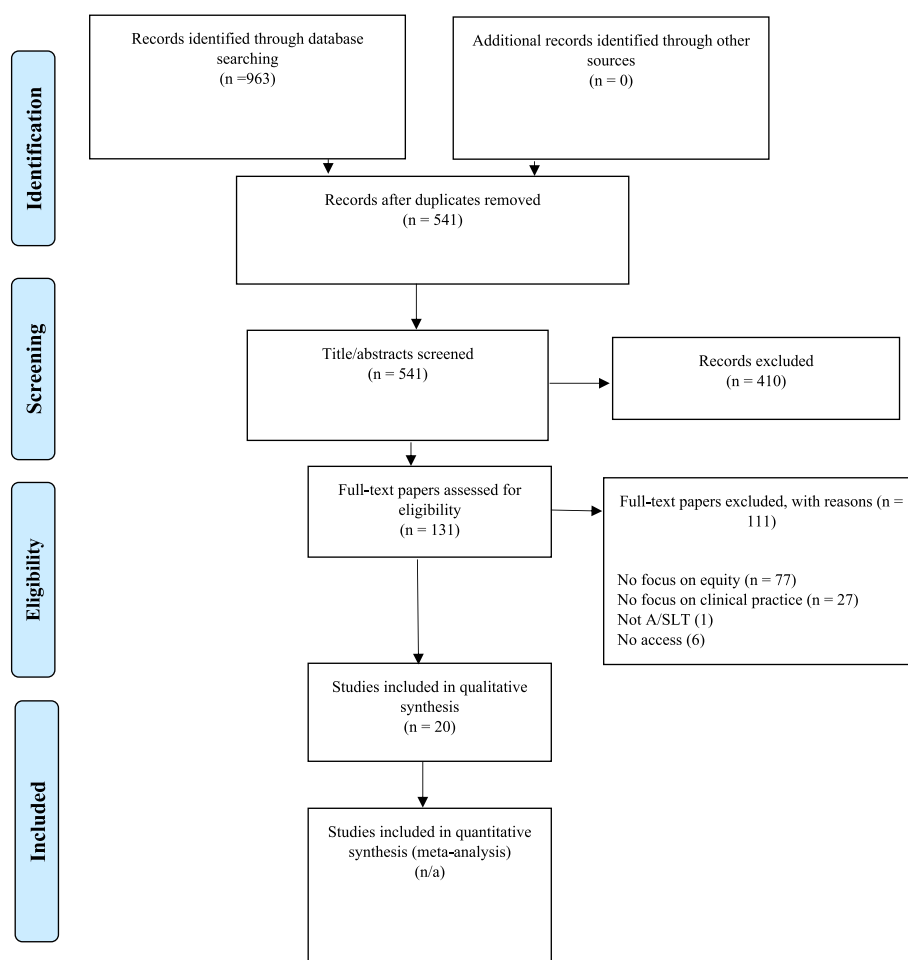 Identification
Records identified through database
searching
(n =963)
Additional records identified through other
sources
(n = 0)
Records after duplicates removed
(n = 541)
Screening
Title/abstracts screened
(n = 541)
Records excluded
(n = 410)
Eligibility
Full-text papers assessed for
eligibility
(n = 131)
Full-text papers excluded, with reasons (n =
111)
No focus on equity (n = 77)
No focus on clinical practice (n = 27)
Not A/SLT (1)
No access (6)
Included
Studies included in qualitative
synthesis
(n = 20)
Studies included in quantitative
synthesis (meta-analysis)
(n/a)